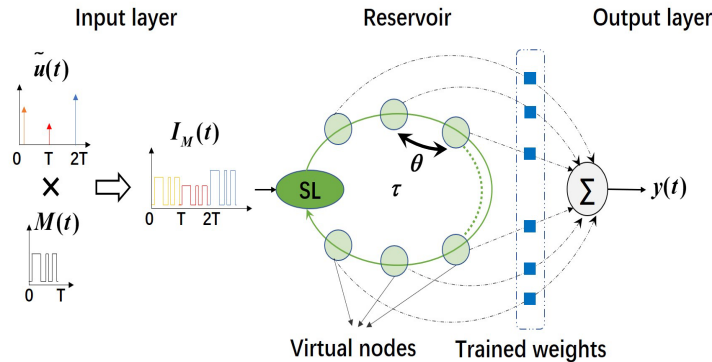 Input layer
Reservoir
Output layer
ũ(t)
0 T 2T
×
M(t)
0 T
I_M(t)
0 T 2T
SL
θ
τ
Σ
y(t)
Virtual nodes
Trained weights